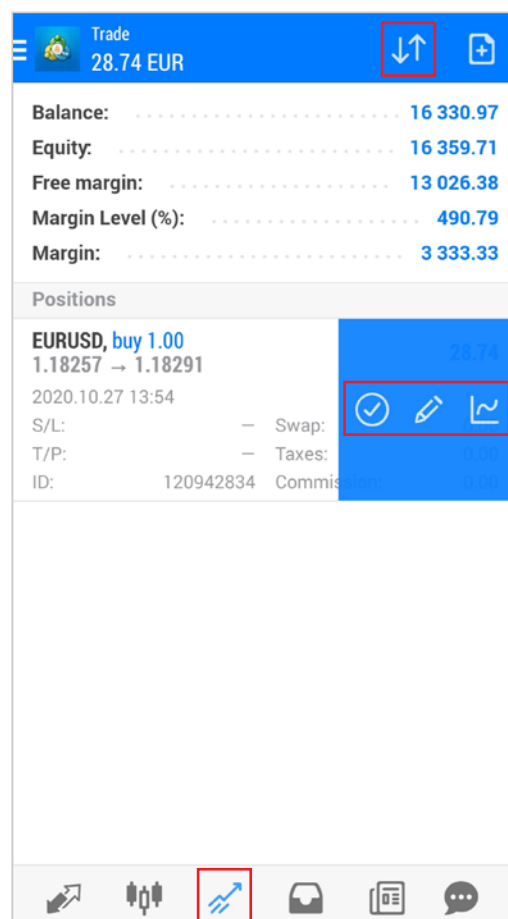 Trade
28.74 EUR
Balance: 16 330.97
Equity: 16 359.71
Free margin: 13 026.38
Margin Level (%): 490.79
Margin: 3 333.33
Positions
EURUSD, buy 1.00 28.74
1.18257 → 1.18291
2020.10.27 13:54
S/L: – Swap:
T/P: – Taxes: 0.00
ID: 120942834 Commission: 0.00